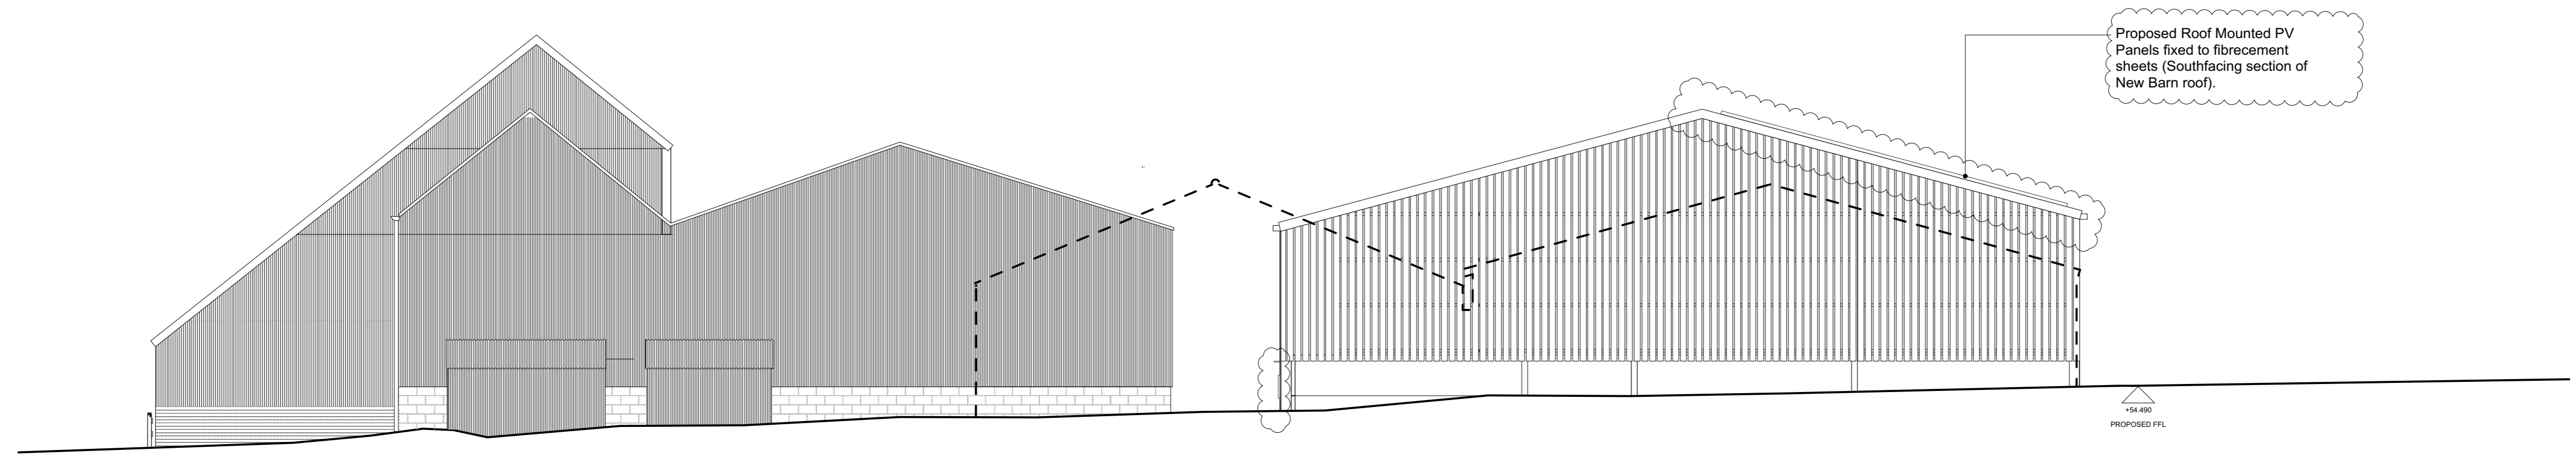 Proposed Roof Mounted PV
Panels fixed to fibrecement
sheets (Southfacing section of
New Barn roof).
+54.490
PROPOSED FFL